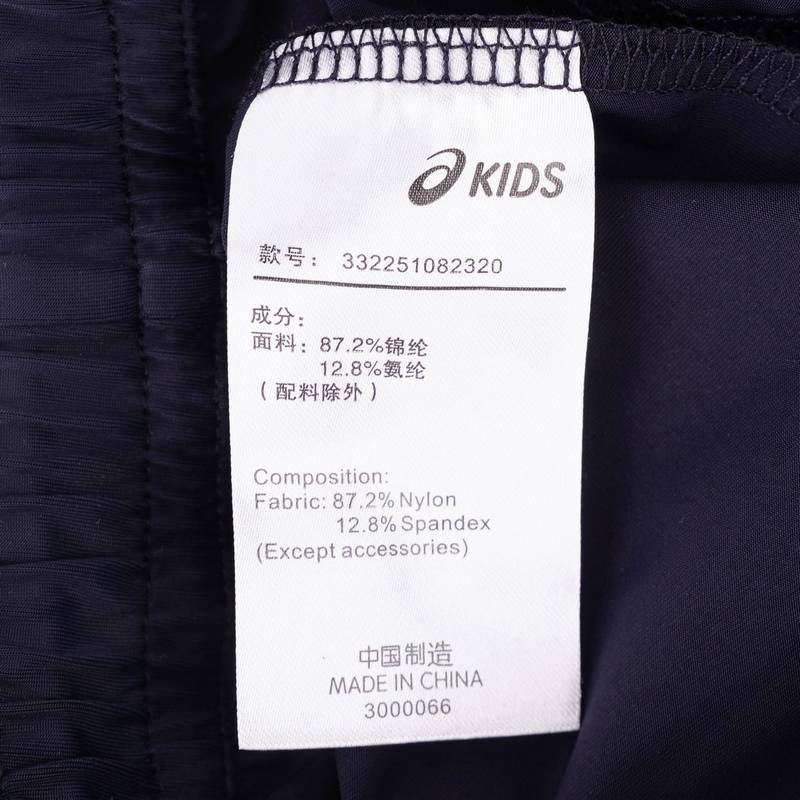 KIDS
款号： 332251082320
成分：
面料：87.2%锦纶
12.8%氨纶
（配料除外）
Composition:
Fabric: 87.2% Nylon
12.8% Spandex
(Except accessories)
中国制造
MADE IN CHINA
3000066